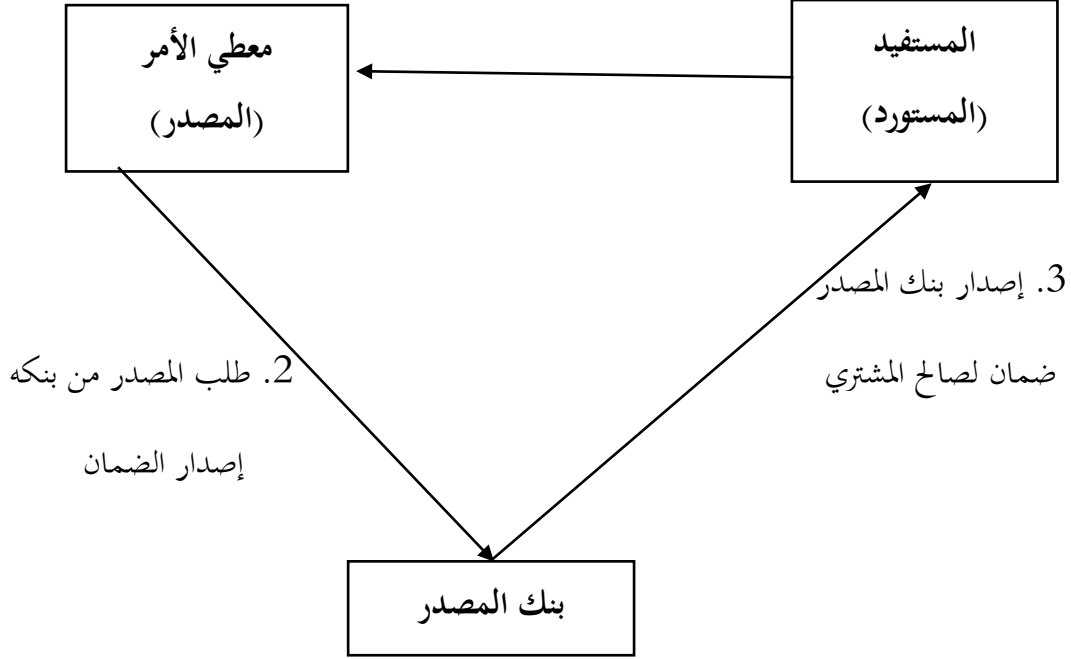 المستفيد
(المستورد)
معطي الأمر
(المصدر)
3. إصدار بنك المصدر
ضمان لصالح المشتري
2. طلب المصدر من بنكه
إصدار الضمان
بنك المصدر